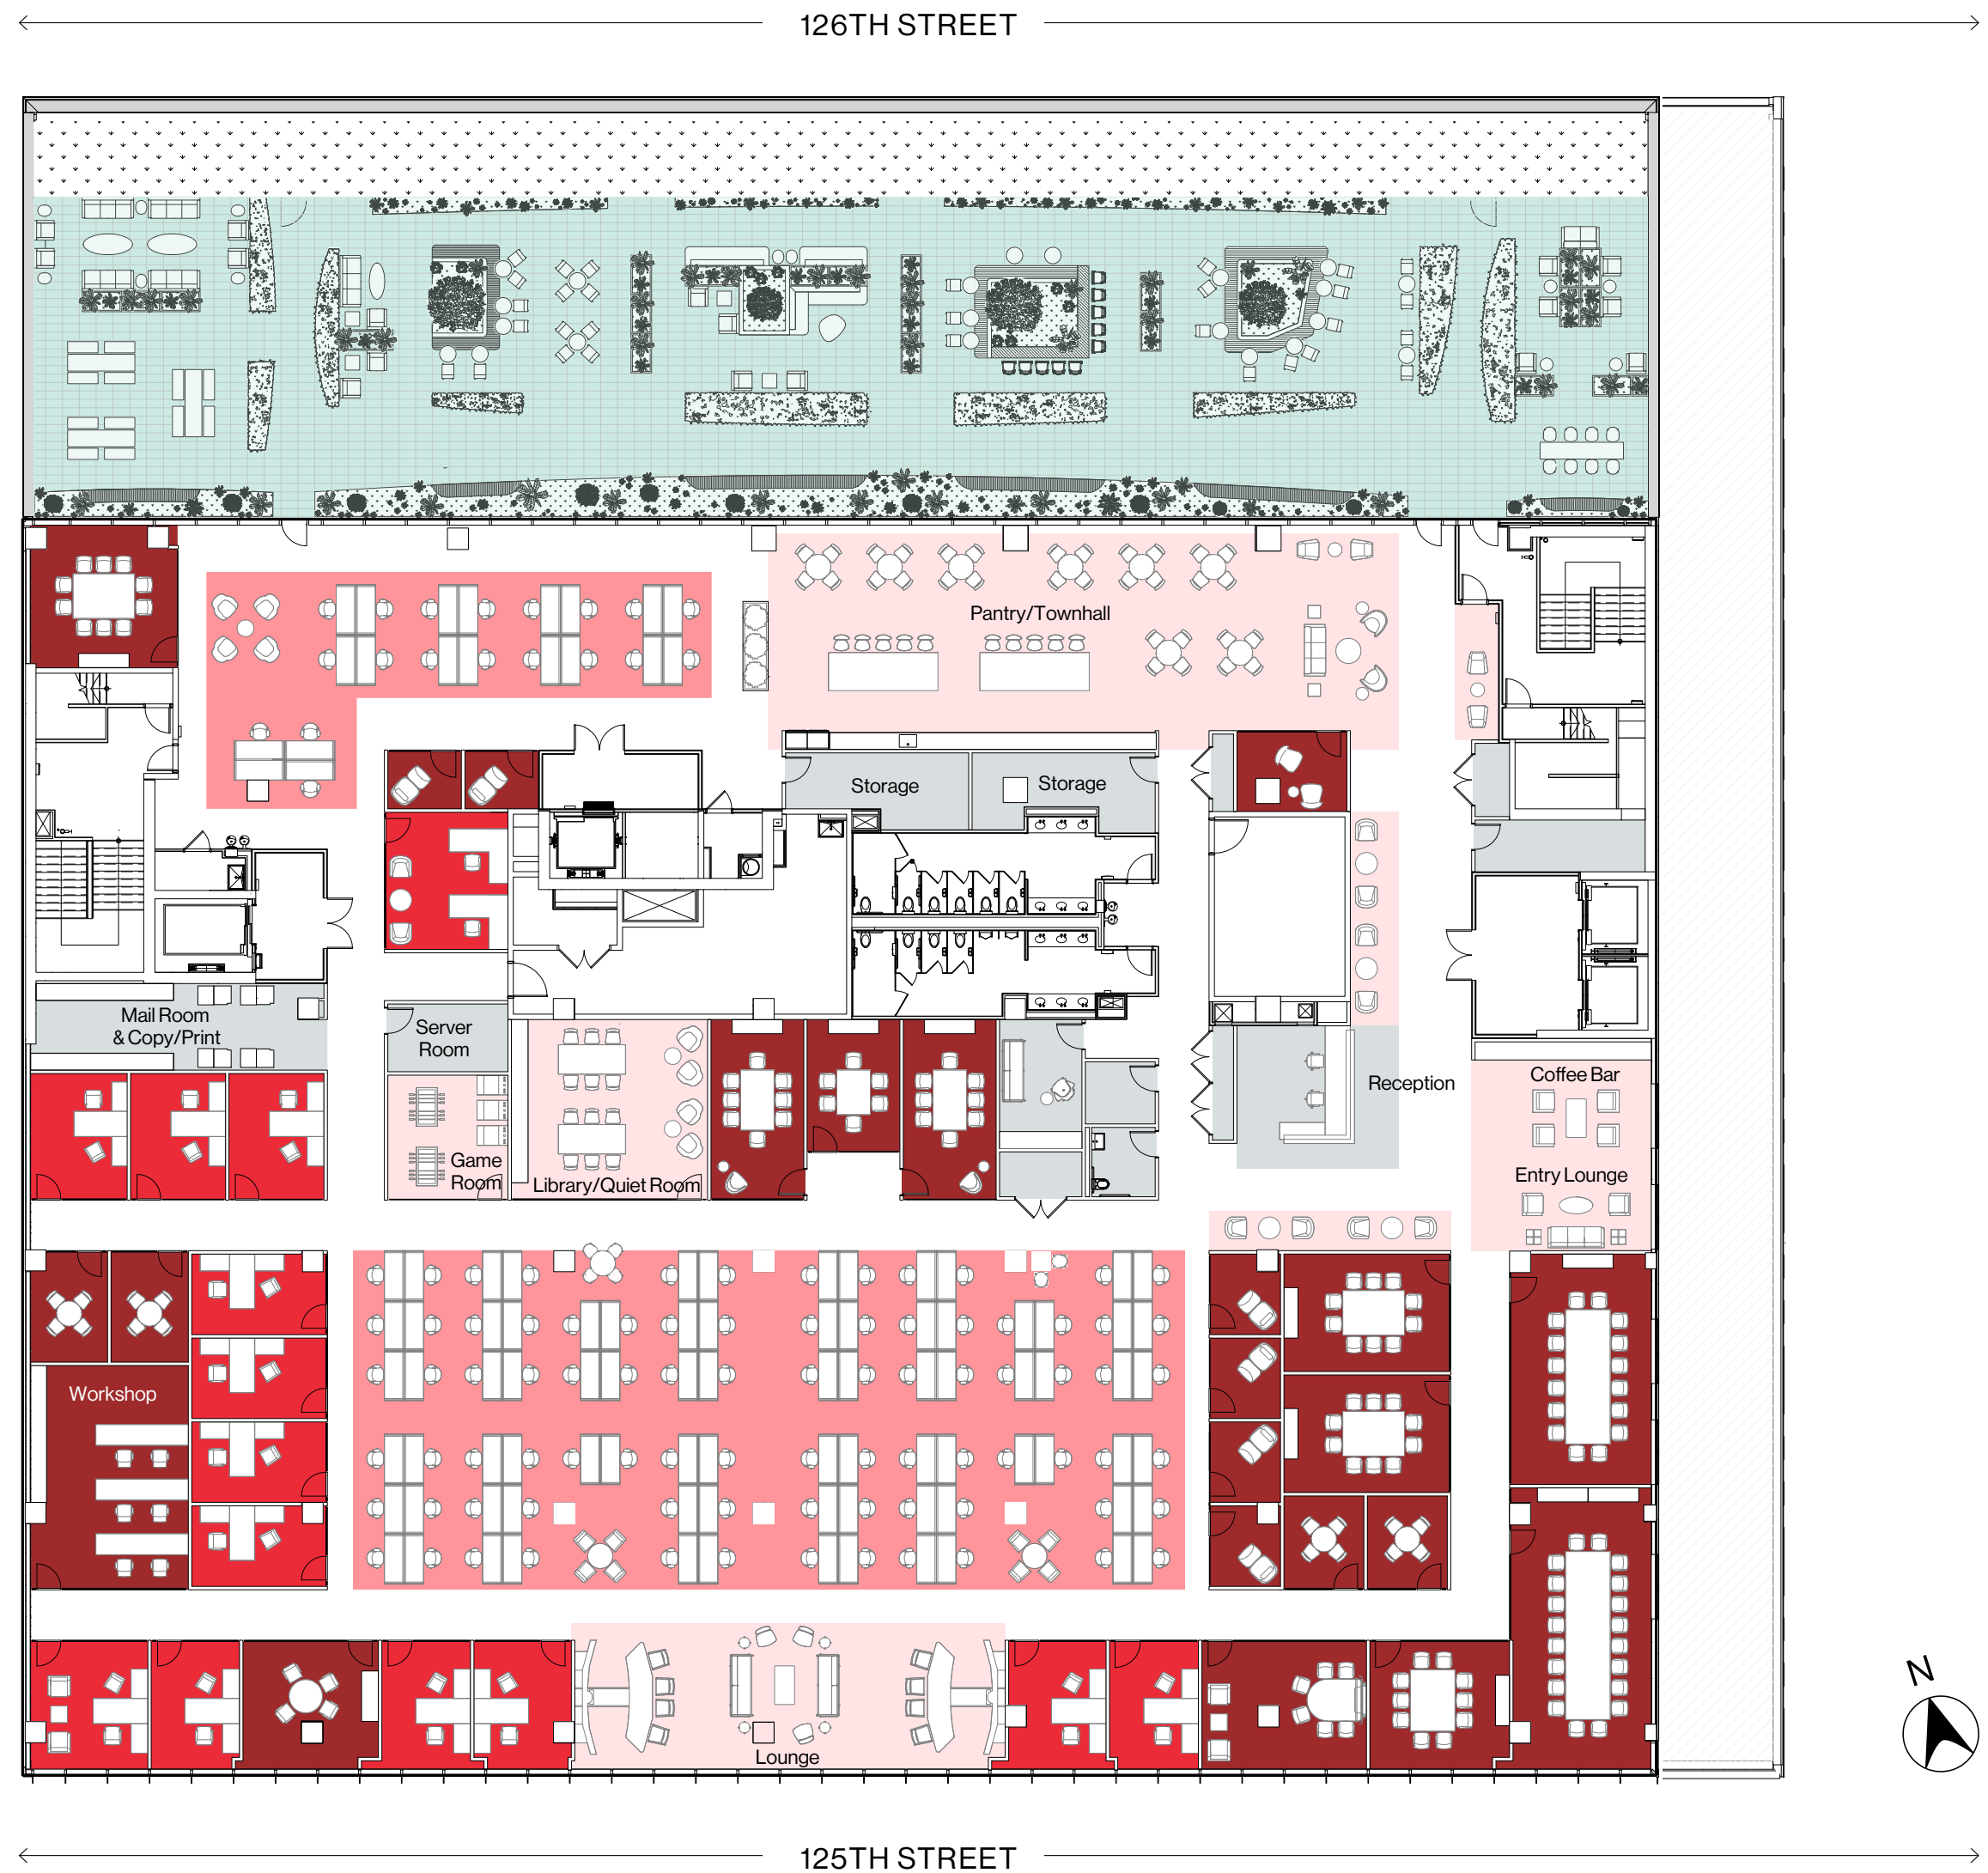 126TH STREET
Pantry/Townhall
Storage
Storage
Mail Room
& Copy/Print
Server
Room
Reception
Coffee Bar
Game
Room
Library/Quiet Room
Entry Lounge
Workshop
Lounge
N
125TH STREET